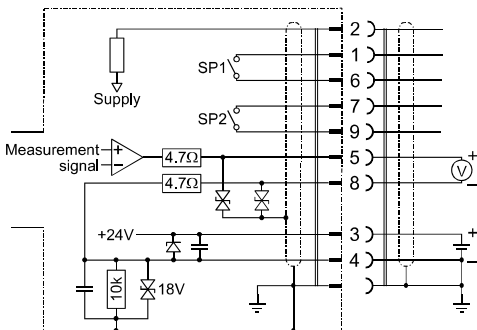 2
1
SP1
6
Supply
7
SP2
9
Measurement
signal
+
−
4.7Ω
5
+
V
4.7Ω
8
−
+24V
3
+
4
−
10k
18V